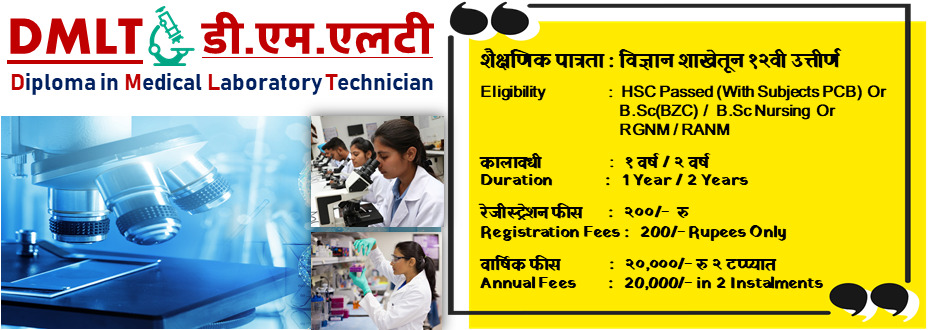 DMLT डी.एम.एलटी
Diploma in Medical Laboratory Technician
शैक्षणिक पात्रता : विज्ञान शाखेतून १२वी उत्तीर्ण
Eligibility : HSC Passed (With Subjects PCB) Or
B.Sc(BZC) / B.Sc Nursing Or
RGNM / RANM
कालावधी : १ वर्ष / २ वर्ष
Duration : 1 Year / 2 Years
रेजीस्ट्रेशन फीस : २००/- रु
Registration Fees : 200/- Rupees Only
वार्षिक फीस : २०,०००/- रु २ टप्प्यात
Annual Fees : 20,000/- in 2 Instalments